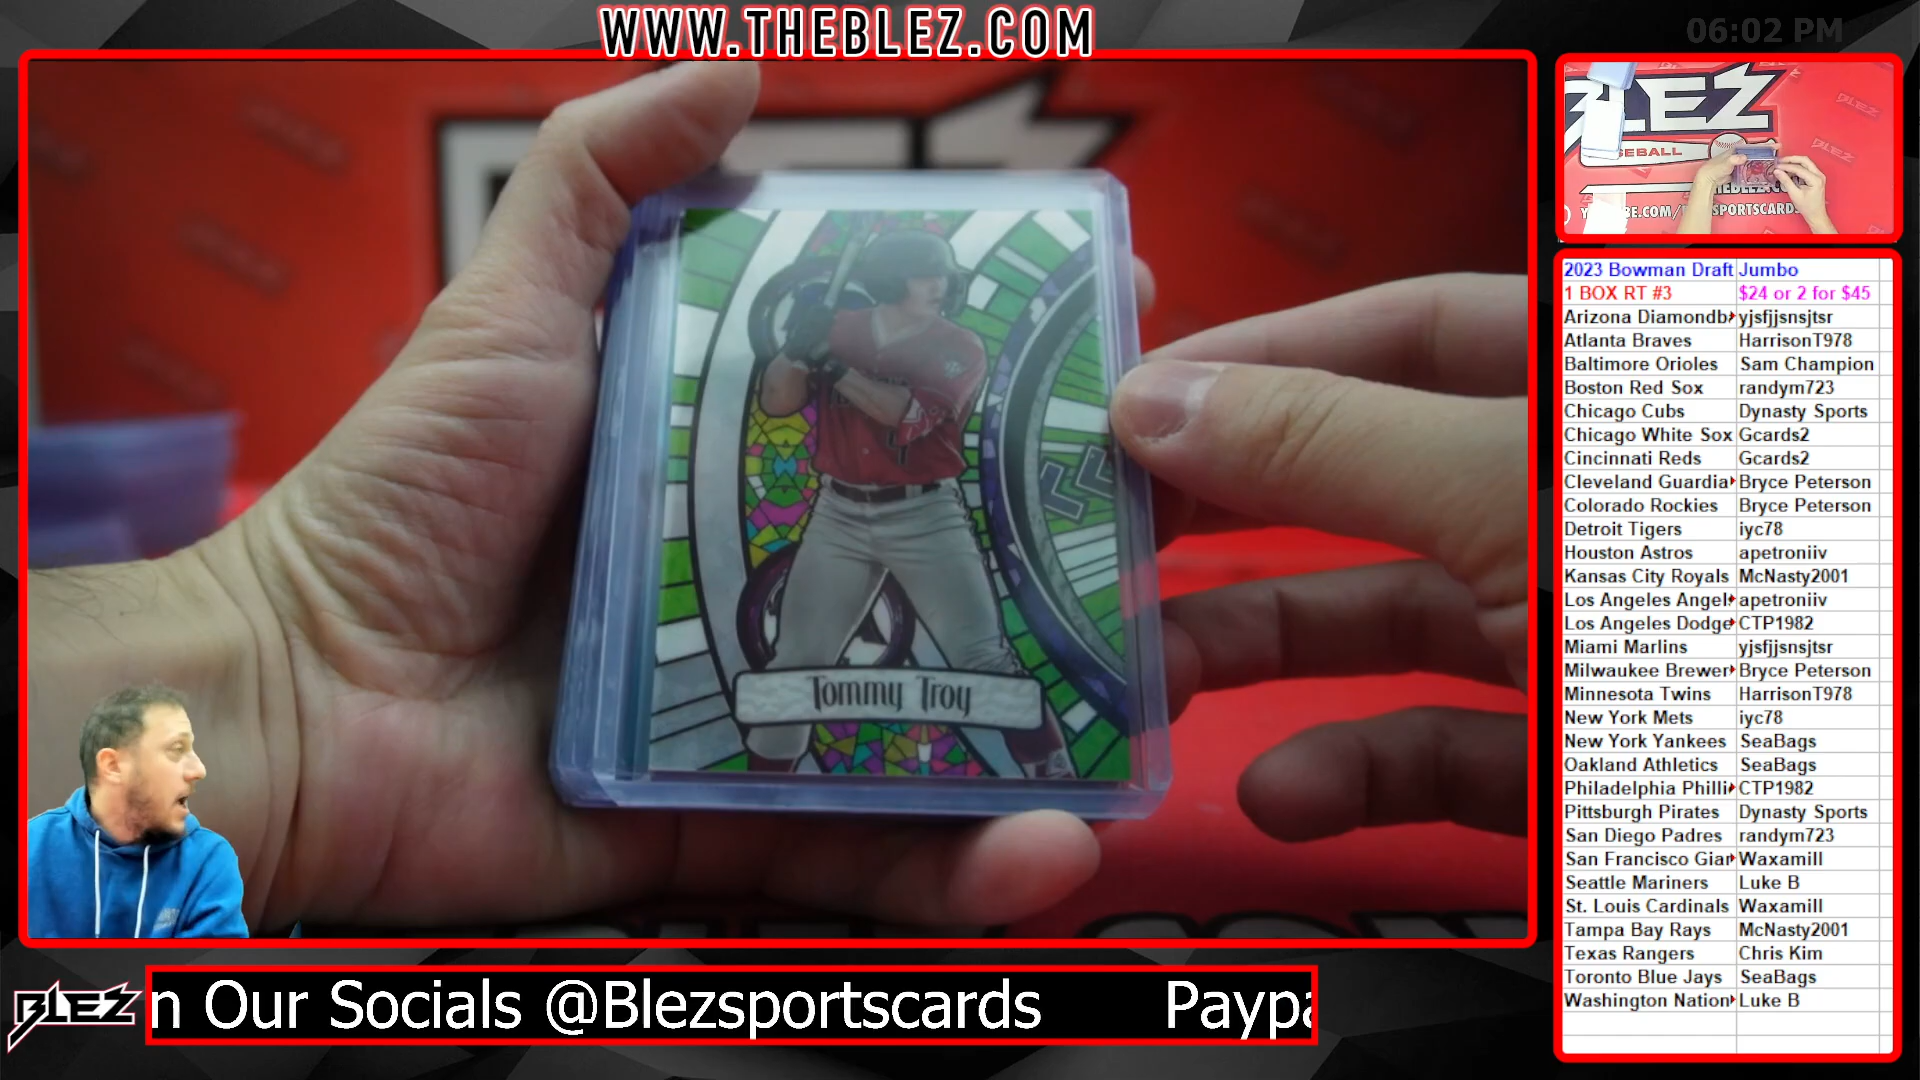 WWW.THEBLEZ.COM
06:02 PM
BLEZ
BLEZ
YOUTUBE.COM/BLEZSPORTSCARDS
Tommy Troy
2023 Bowman Draft Jumbo
1 BOX RT #3 $24 or 2 for $45
Arizona Diamondb yjsfjjsnsjtsr
Atlanta Braves HarrisonT978
Baltimore Orioles Sam Champion
Boston Red Sox randym723
Chicago Cubs Dynasty Sports
Chicago White Sox Gcards2
Cincinnati Reds Gcards2
Cleveland Guardia Bryce Peterson
Colorado Rockies Bryce Peterson
Detroit Tigers iyc78
Houston Astros apetroniiv
Kansas City Royals McNasty2001
Los Angeles Angel apetroniiv
Los Angeles Dodge CTP1982
Miami Marlins yjsfjjsnsjtsr
Milwaukee Brewer Bryce Peterson
Minnesota Twins HarrisonT978
New York Mets iyc78
New York Yankees SeaBags
Oakland Athletics SeaBags
Philadelphia Philli CTP1982
Pittsburgh Pirates Dynasty Sports
San Diego Padres randym723
San Francisco Gian Waxamill
Seattle Mariners Luke B
St. Louis Cardinals Waxamill
Tampa Bay Rays McNasty2001
Texas Rangers Chris Kim
Toronto Blue Jays SeaBags
Washington Nation Luke B
BLEZ
n Our Socials @Blezsportscards Paypa